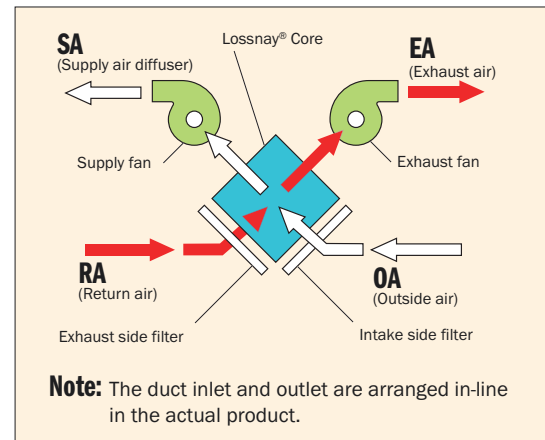 Lossnay® Core
SA
(Supply air diffuser)
EA
(Exhaust air)
Supply fan
Exhaust fan
RA
(Return air)
OA
(Outside air)
Exhaust side filter
Intake side filter
Note: The duct inlet and outlet are arranged in-line
in the actual product.